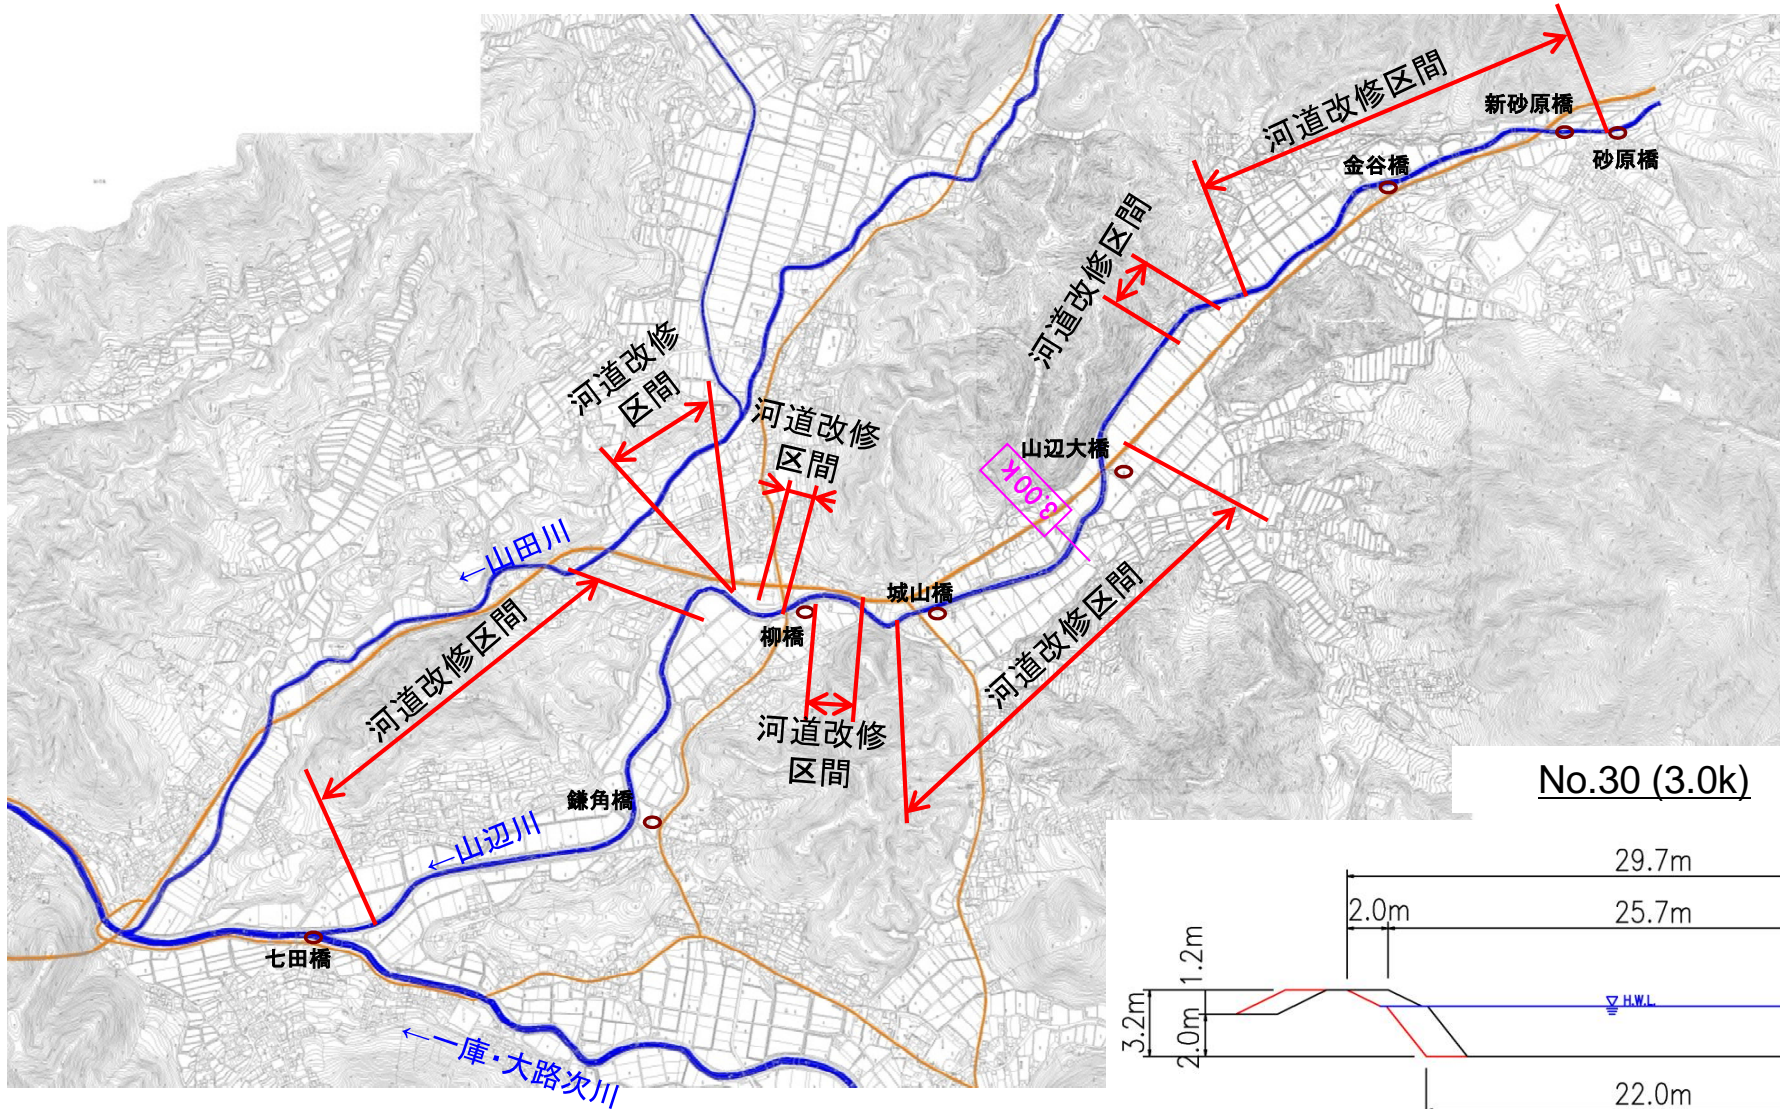 河道改修区間
新砂原橋
砂原橋
金谷橋
河道改修区間
河道改修
区間
河道改修
区間
山辺大橋
3.00k
←山田川
城山橋
柳橋
河道改修区間
河道改修区間
河道改修
区間
鎌角橋
←山辺川
七田橋
←一庫・大路次川
No.30 (3.0k)
29.7m
2.0m
25.7m
1.2m
3.2m
2.0m
H.W.L.
22.0m